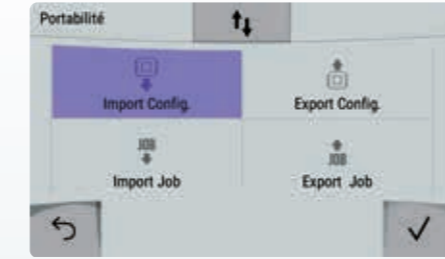 Portabilité
Import Config.
Export Config.
JOB
JOB
Import Job
Export Job